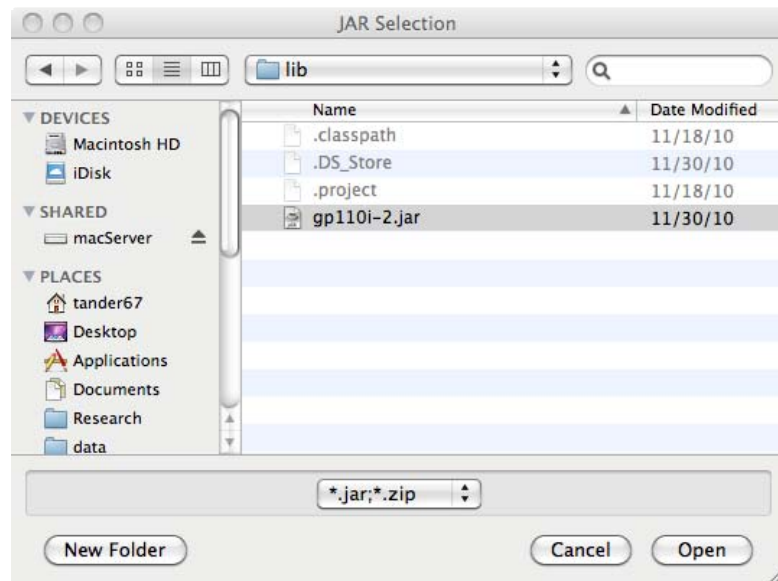 JAR Selection
lib
Name Date Modified
DEVICES
Macintosh HD
iDisk
SHARED
macServer
PLACES
tander67
Desktop
Applications
Documents
Research
data
.classpath 11/18/10
.DS_Store 11/30/10
.project 11/18/10
gp110i-2.jar 11/30/10
*.jar;*.zip
New Folder Cancel Open